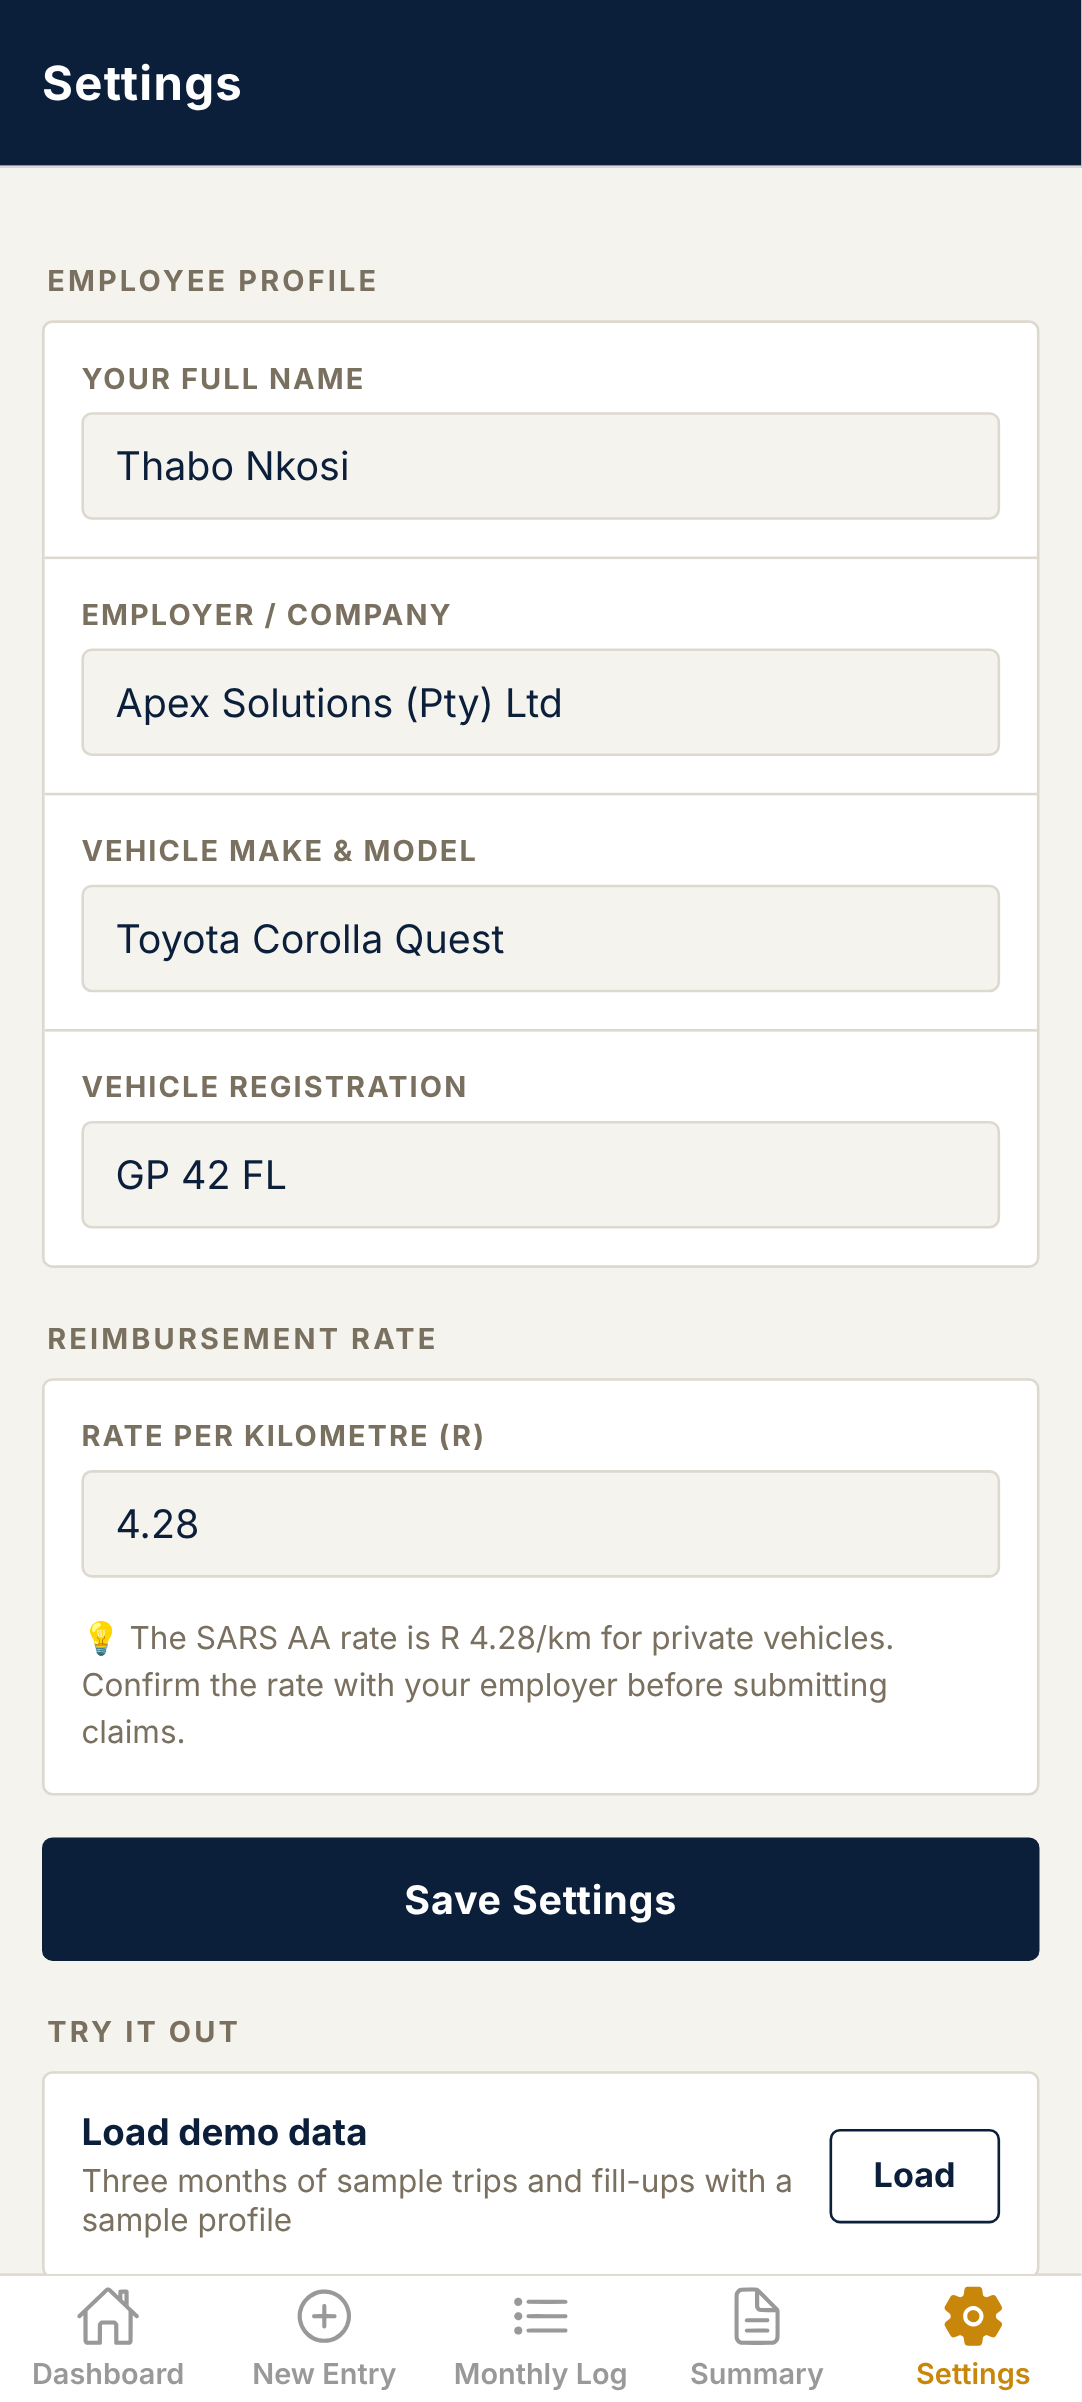 Settings
EMPLOYEE PROFILE
YOUR FULL NAME
Thabo Nkosi
EMPLOYER / COMPANY
Apex Solutions (Pty) Ltd
VEHICLE MAKE & MODEL
Toyota Corolla Quest
VEHICLE REGISTRATION
GP 42 FL
REIMBURSEMENT RATE
RATE PER KILOMETRE (R)
4.28
💡 The SARS AA rate is R 4.28/km for private vehicles.
Confirm the rate with your employer before submitting
claims.
Save Settings
TRY IT OUT
Load demo data
Three months of sample trips and fill-ups with a
sample profile
Load
Dashboard
New Entry
Monthly Log
Summary
Settings